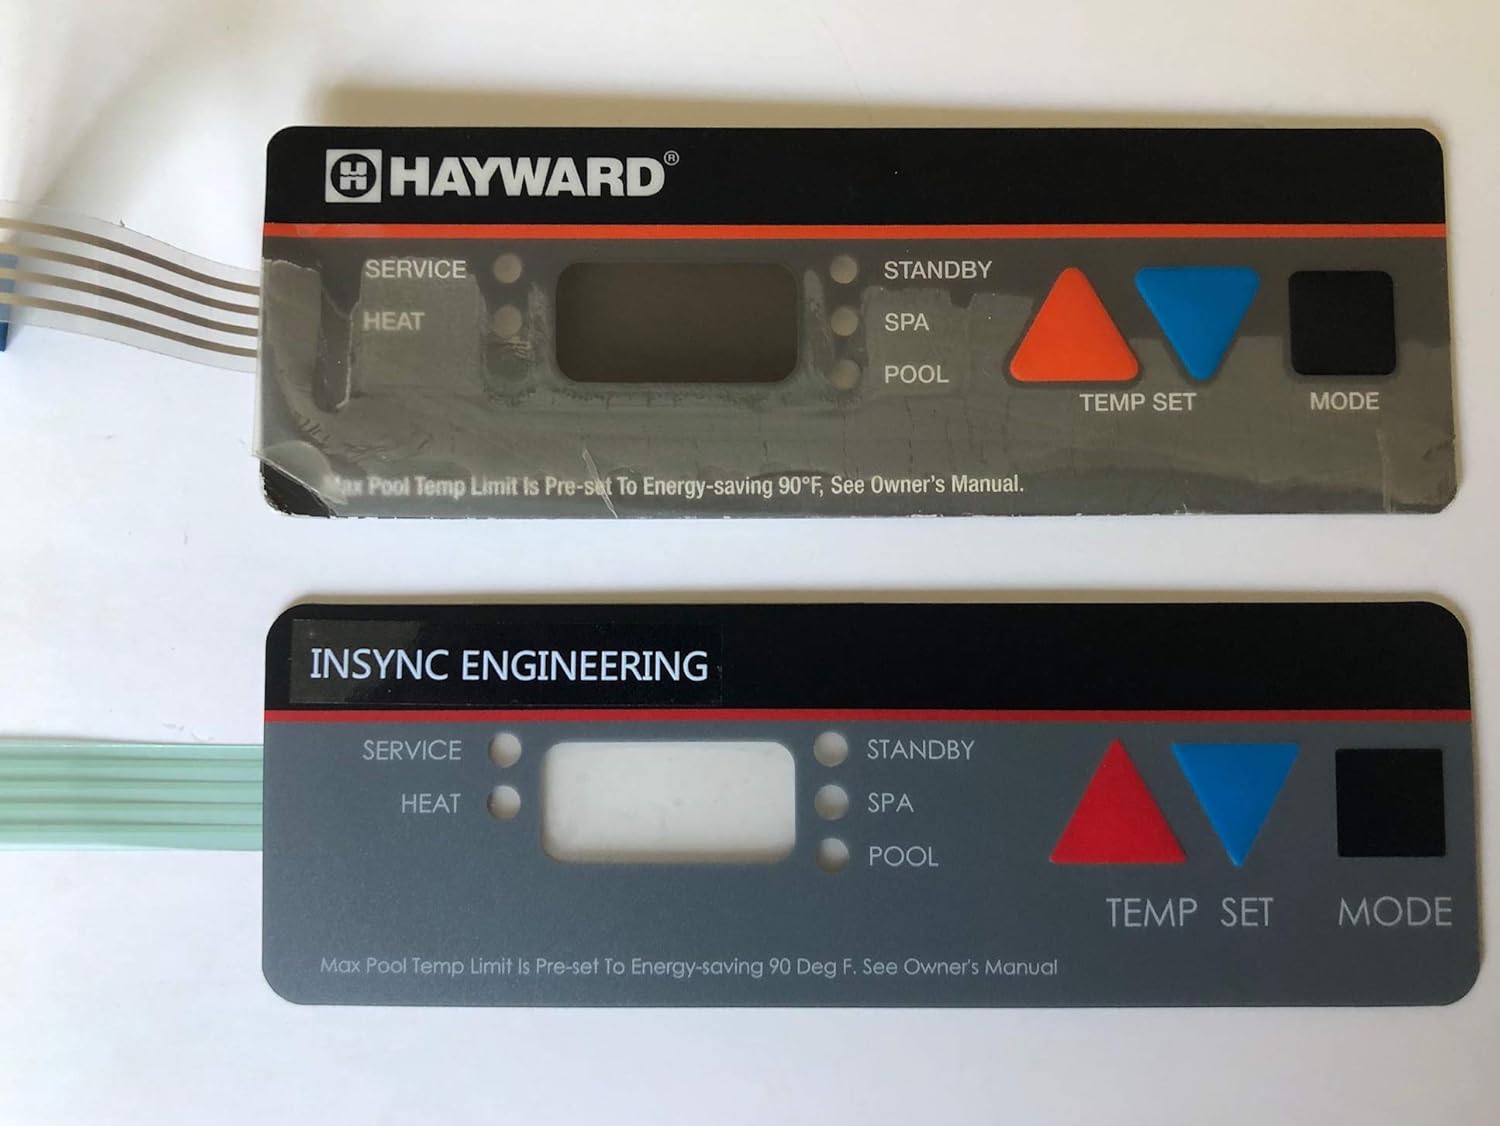 HAYWARD®
SERVICE
STANDBY
HEAT
SPA
POOL
TEMP SET
MODE
Max Pool Temp Limit Is Pre-set To Energy-saving 90°F, See Owner's Manual.
INSYNC ENGINEERING
SERVICE
STANDBY
HEAT
SPA
POOL
TEMP SET
MODE
Max Pool Temp Limit Is Pre-set To Energy-saving 90 Deg F. See Owner's Manual